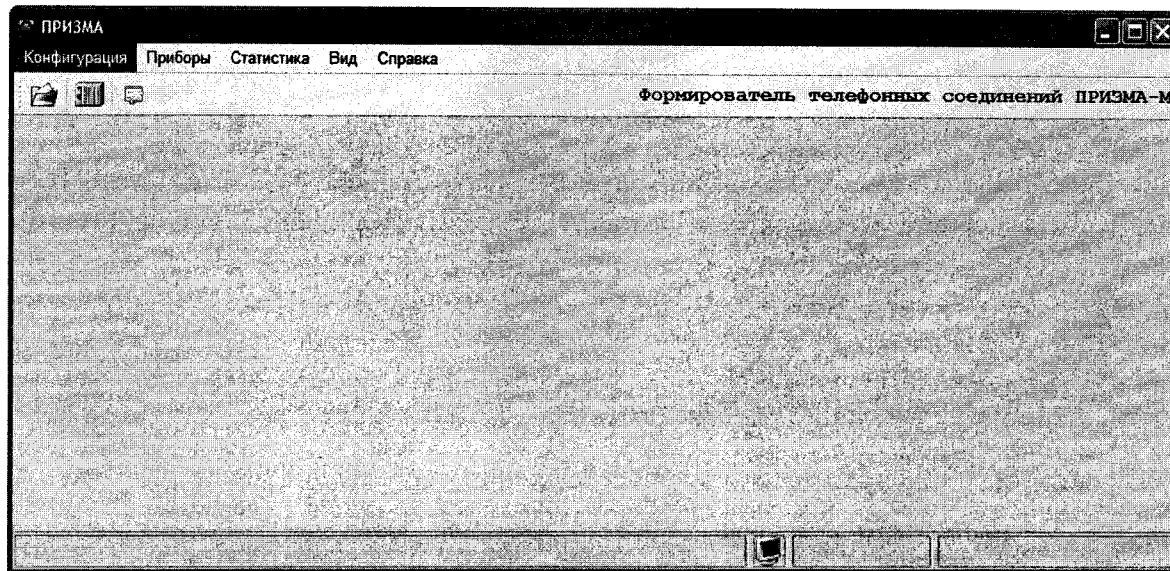 ПРИЗМА
Конфигурация Приборы Статистика Вид Справка
Формирователь телефонных соединений ПРИЗМА-М